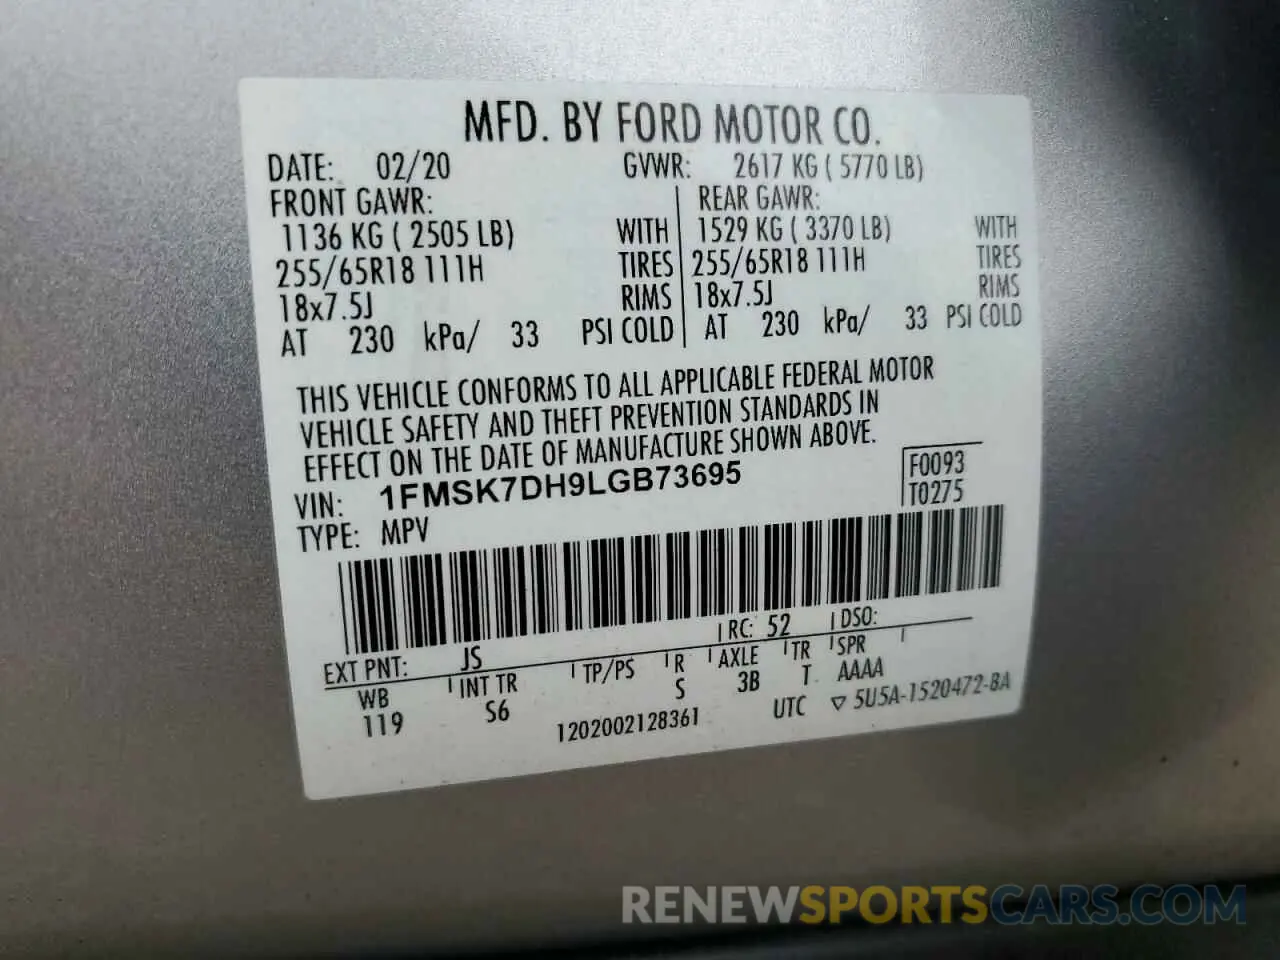 MFD. BY FORD MOTOR CO.
DATE: 02/20 GVWR: 2617 KG ( 5770 LB)
FRONT GAWR: REAR GAWR:
1136 KG ( 2505 LB) WITH 1529 KG ( 3370 LB) WITH
255/65R18 111H TIRES 255/65R18 111H TIRES
18x7.5J RIMS 18x7.5J RIMS
AT 230 kPa/ 33 PSI COLD AT 230 kPa/ 33 PSI COLD
THIS VEHICLE CONFORMS TO ALL APPLICABLE FEDERAL MOTOR
VEHICLE SAFETY AND THEFT PREVENTION STANDARDS IN
EFFECT ON THE DATE OF MANUFACTURE SHOWN ABOVE.
VIN: 1FMSK7DH9LGB73695 F0093
TYPE: MPV T0275
EXT PNT: JS RC: 52 DSO:
WB INT TR TP/PS R AXLE TR SPR
119 S6 S 3B T AAAA
1202002128361 UTC ▽ 5U5A-1520472-BA
RENEWSPORTSCARS.COM